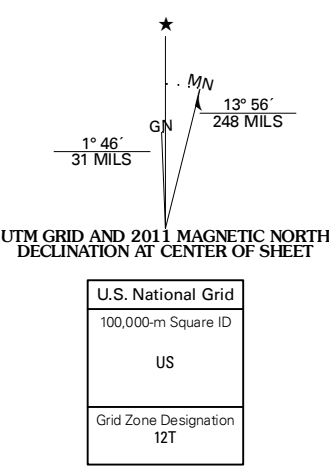 MN
GN
1° 46´
31 MILS
13° 56´
248 MILS
UTM GRID AND 2011 MAGNETIC NORTH
DECLINATION AT CENTER OF SHEET
U.S. National Grid
100,000-m Square ID
US
Grid Zone Designation
12T